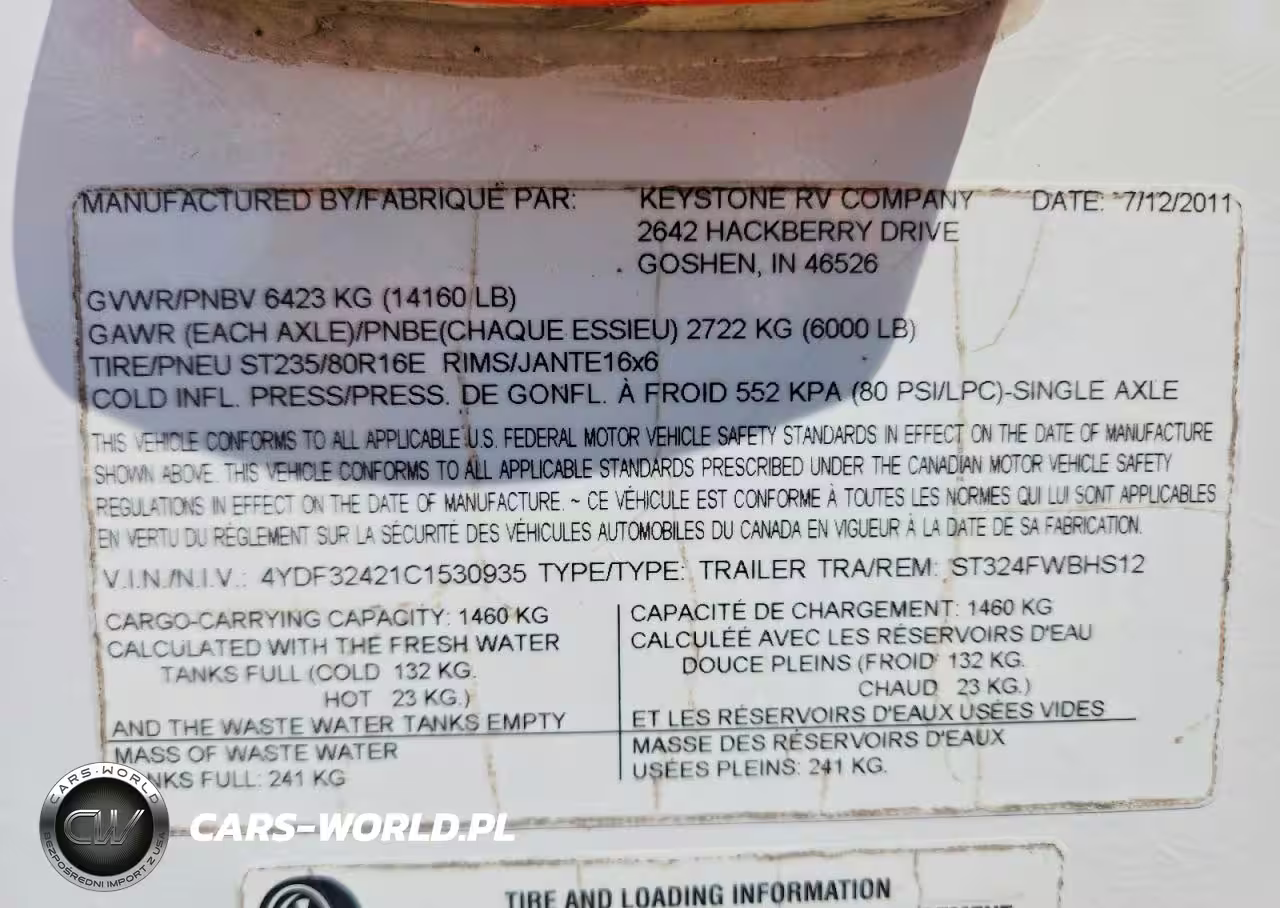 MANUFACTURED BY/FABRIQUÉ PAR: KEYSTONE RV COMPANY DATE: 7/12/2011
2642 HACKBERRY DRIVE
GOSHEN, IN 46526
GVWR/PNBV 6423 KG (14160 LB)
GAWR (EACH AXLE)/PNBE(CHAQUE ESSIEU) 2722 KG (6000 LB)
TIRE/PNEU ST235/80R16E RIMS/JANTE16x6
COLD INFL. PRESS/PRESS. DE GONFL. À FROID 552 KPA (80 PSI/LPC)-SINGLE AXLE
THIS VEHICLE CONFORMS TO ALL APPLICABLE U.S. FEDERAL MOTOR VEHICLE SAFETY STANDARDS IN EFFECT ON THE DATE OF MANUFACTURE
SHOWN ABOVE. THIS VEHICLE CONFORMS TO ALL APPLICABLE STANDARDS PRESCRIBED UNDER THE CANADIAN MOTOR VEHICLE SAFETY
REGULATIONS IN EFFECT ON THE DATE OF MANUFACTURE. ~ CE VÉHICULE EST CONFORME À TOUTES LES NORMES QUI LUI SONT APPLICABLES
EN VERTU DU RÉGLEMENT SUR LA SÉCURITÉ DES VÉHICULES AUTOMOBILES DU CANADA EN VIGUEUR À LA DATE DE SA FABRICATION.
V.I.N./N.I.V.: 4YDF32421C1530935 TYPE/TYPE: TRAILER TRA/REM: ST324FWBHS12
CARGO-CARRYING CAPACITY: 1460 KG
CALCULATED WITH THE FRESH WATER
TANKS FULL (COLD 132 KG.
HOT 23 KG.)
AND THE WASTE WATER TANKS EMPTY
MASS OF WASTE WATER
NKS FULL: 241 KG
CAPACITÉ DE CHARGEMENT: 1460 KG
CALCULÉÉ AVEC LES RÉSERVOIRS D'EAU
DOUCE PLEINS (FROID 132 KG.
CHAUD 23 KG.)
ET LES RÉSERVOIRS D'EAUX USÉES VIDES
MASSE DES RÉSERVOIRS D'EAUX
USÉES PLEINS: 241 KG.
CARS-WORLD
CW
BEZPOŚREDNI IMPORT Z USA
CARS-WORLD.PL
TIRE AND LOADING INFORMATION